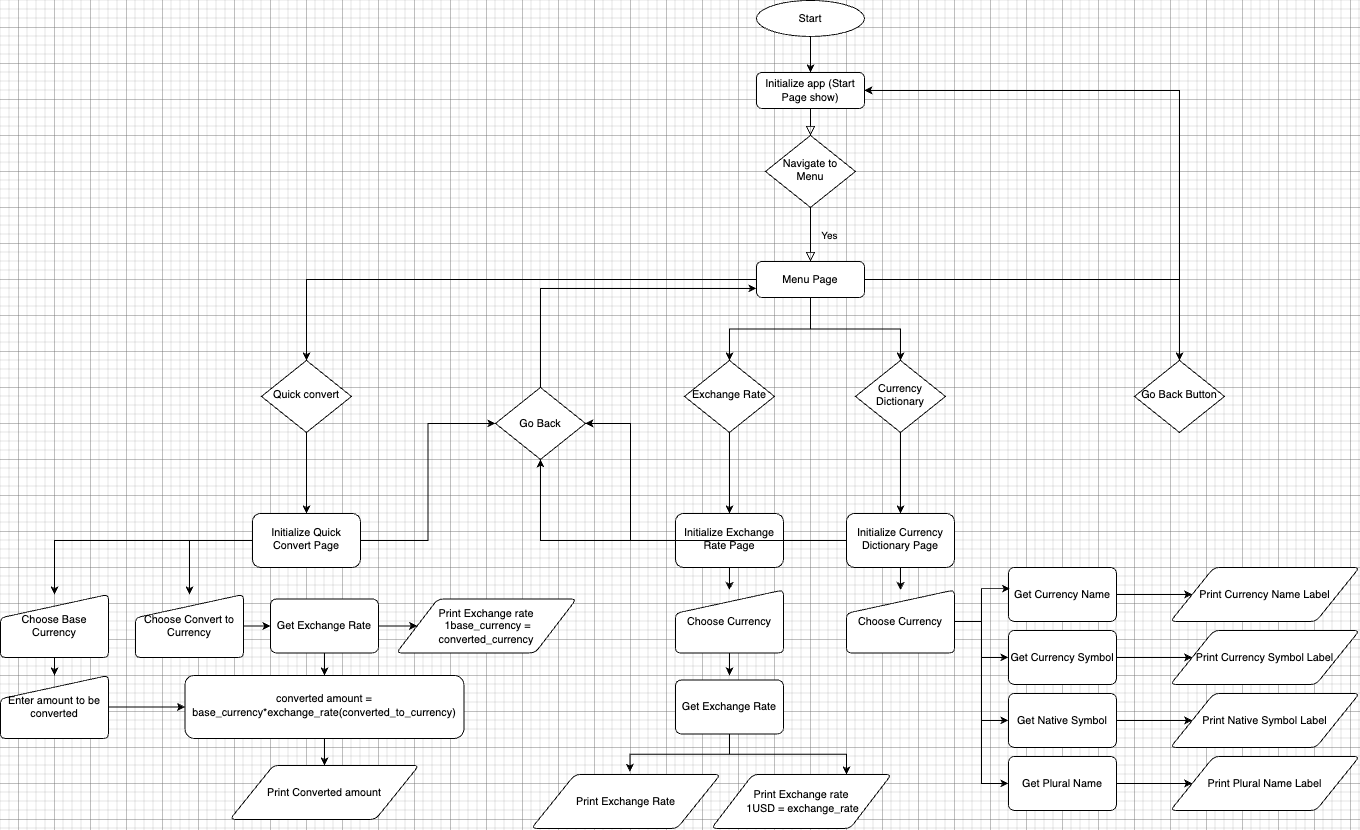 Start
Initialize app (Start
Page show)
Navigate to
Menu
Yes
Menu Page
Quick convert
Go Back
Exchange Rate
Currency
Dictionary
Go Back Button
Initialize Quick
Convert Page
Initialize Exchange
Rate Page
Initialize Currency
Dictionary Page
Choose Base
Currency
Choose Convert to
Currency
Get Exchange Rate
Print Exchange rate
1base_currency =
converted_currency
Choose Currency
Choose Currency
Get Currency Name
Print Currency Name Label
Get Currency Symbol
Print Currency Symbol Label
Enter amount to be
converted
converted amount =
base_currency*exchange_rate(converted_to_currency)
Get Exchange Rate
Get Native Symbol
Print Native Symbol Label
Print Converted amount
Print Exchange Rate
Print Exchange rate
1USD = exchange_rate
Get Plural Name
Print Plural Name Label